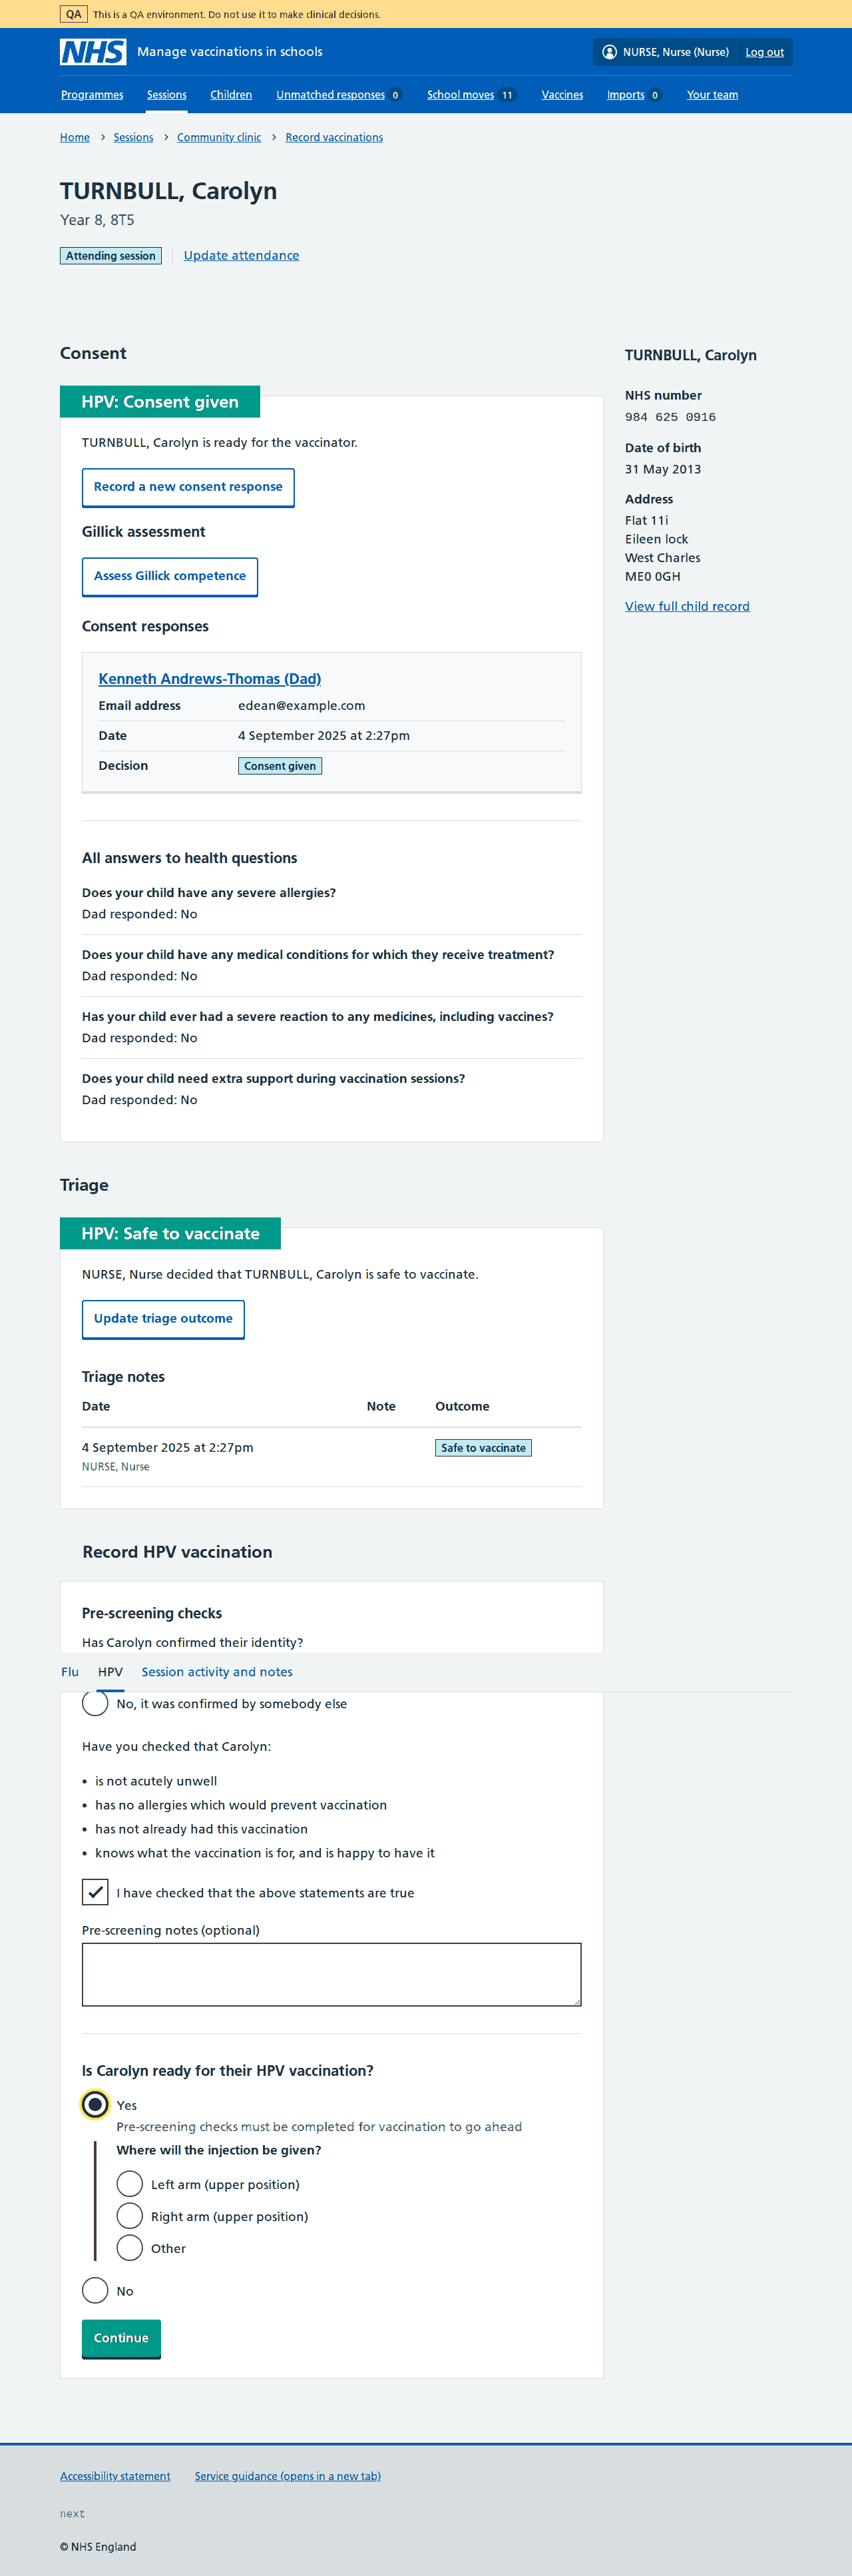 QA This is a QA environment. Do not use it to make clinical decisions.
NHS Manage vaccinations in schools NURSE, Nurse (Nurse) Log out
Programmes Sessions Children Unmatched responses 0 School moves 11 Vaccines Imports 0 Your team
Home Sessions Community clinic Record vaccinations
TURNBULL, Carolyn
Year 8, 8T5
Attending session Update attendance
Consent
HPV: Consent given
TURNBULL, Carolyn is ready for the vaccinator.
Record a new consent response
Gillick assessment
Assess Gillick competence
Consent responses
Kenneth Andrews-Thomas (Dad)
Email address edean@example.com
Date 4 September 2025 at 2:27pm
Decision Consent given
All answers to health questions
Does your child have any severe allergies?
Dad responded: No
Does your child have any medical conditions for which they receive treatment?
Dad responded: No
Has your child ever had a severe reaction to any medicines, including vaccines?
Dad responded: No
Does your child need extra support during vaccination sessions?
Dad responded: No
TURNBULL, Carolyn
NHS number
984 625 0916
Date of birth
31 May 2013
Address
Flat 11i
Eileen lock
West Charles
ME0 0GH
View full child record
Triage
HPV: Safe to vaccinate
NURSE, Nurse decided that TURNBULL, Carolyn is safe to vaccinate.
Update triage outcome
Triage notes
Date Note Outcome
4 September 2025 at 2:27pm Safe to vaccinate
NURSE, Nurse
Record HPV vaccination
Pre-screening checks
Has Carolyn confirmed their identity?
Flu HPV Session activity and notes
No, it was confirmed by somebody else
Have you checked that Carolyn:
• is not acutely unwell
• has no allergies which would prevent vaccination
• has not already had this vaccination
• knows what the vaccination is for, and is happy to have it
I have checked that the above statements are true
Pre-screening notes (optional)
Is Carolyn ready for their HPV vaccination?
Yes
Pre-screening checks must be completed for vaccination to go ahead
Where will the injection be given?
Left arm (upper position)
Right arm (upper position)
Other
No
Continue
Accessibility statement Service guidance (opens in a new tab)
next
© NHS England